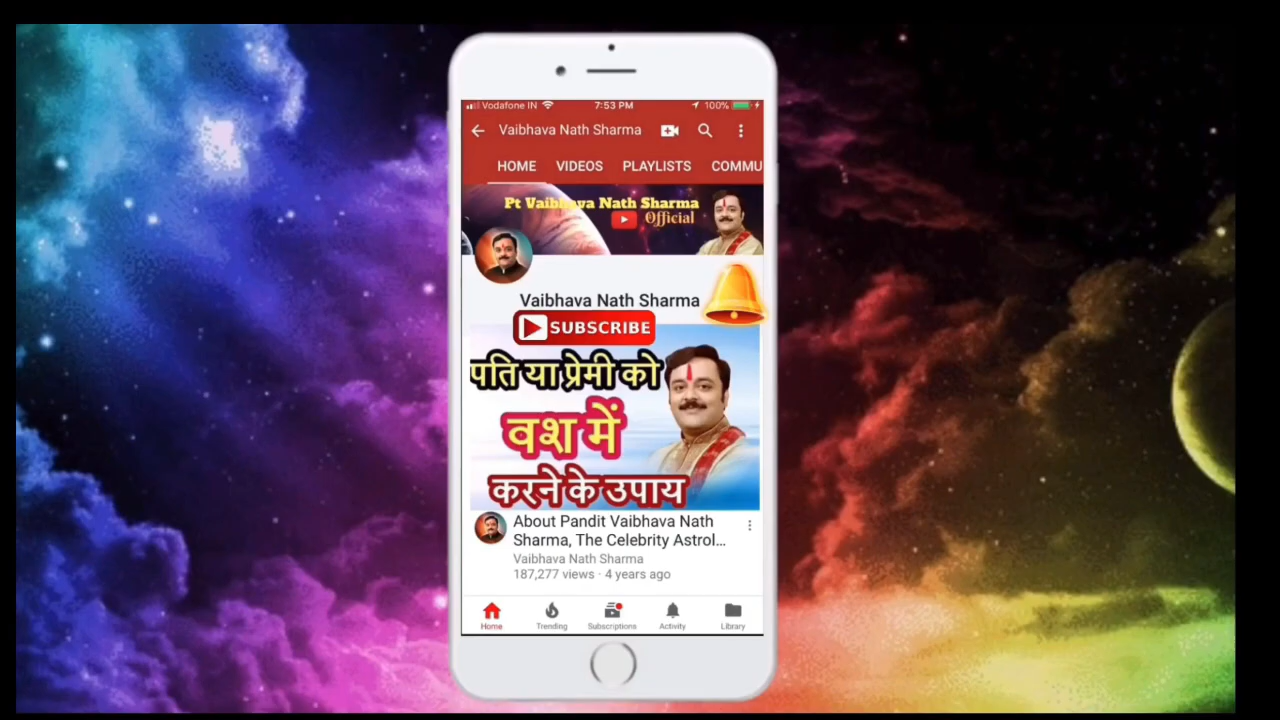 Vodafone IN
7:53 PM
100%
Vaibhava Nath Sharma
HOME VIDEOS PLAYLISTS COMMU
Pt Vaibhava Nath Sharma
Official
Vaibhava Nath Sharma
SUBSCRIBE
पति या प्रेमी को
वश में
करने के उपाय
About Pandit Vaibhava Nath
Sharma, The Celebrity Astrol...
Vaibhava Nath Sharma
187,277 views · 4 years ago
Home Trending Subscriptions Activity Library